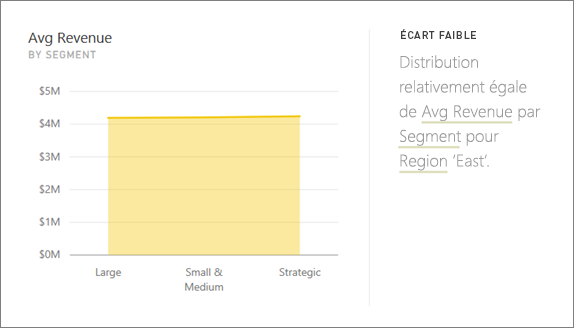 Avg Revenue
BY SEGMENT
$5M
$4M
$3M
$2M
$1M
$0M
Large
Small &
Medium
Strategic
ÉCART FAIBLE
Distribution
relativement égale
de Avg Revenue par
Segment pour
Region ‘East’.